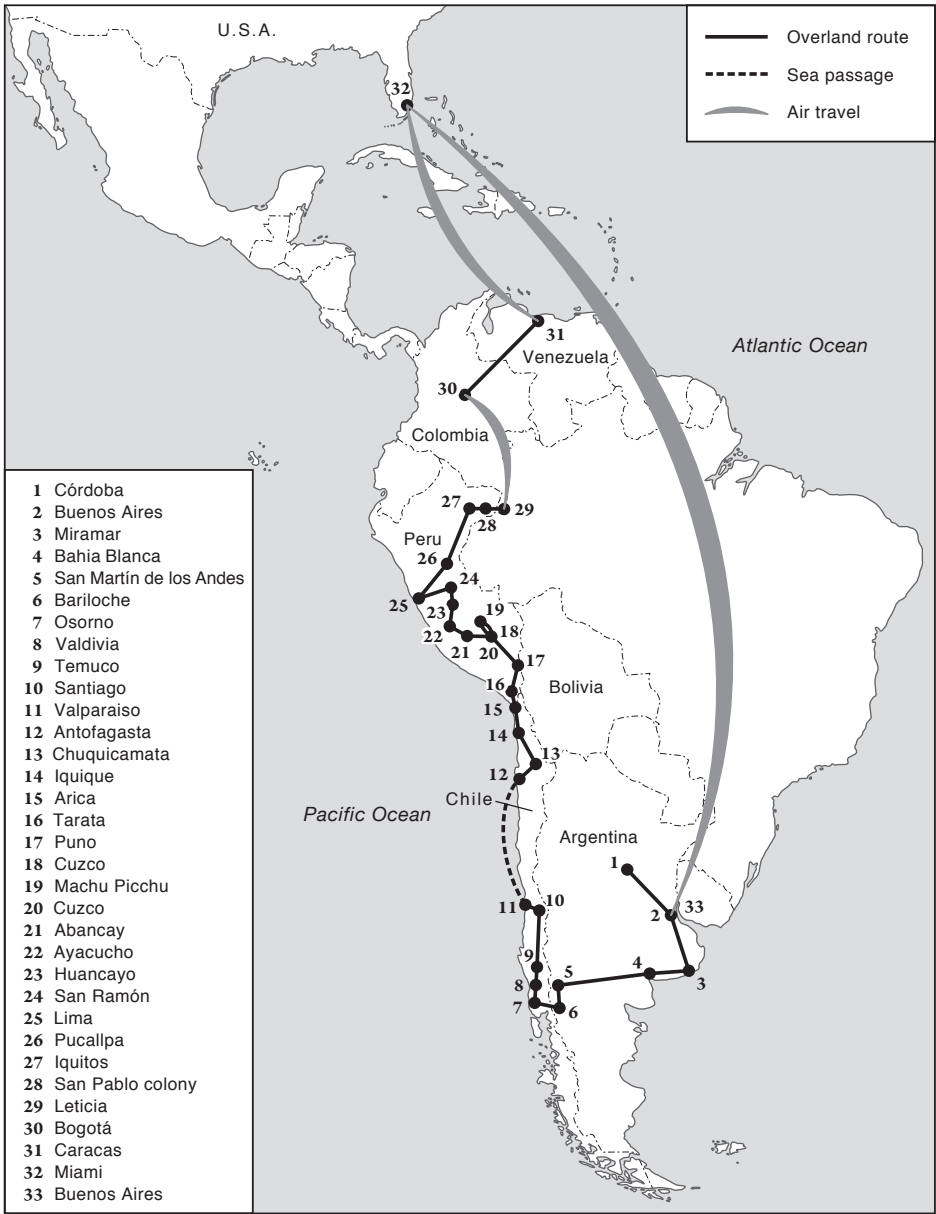 U.S.A.
Overland route
Sea passage
Air travel
32
31
Venezuela
Atlantic Ocean
30
Colombia
27
28
29
Peru
26
24
25
23
19
22
21
20
18
17
16
Bolivia
15
14
13
12
Chile
Pacific Ocean
Argentina
1
11
10
2
33
9
5
4
3
8
7
6
1 Córdoba
2 Buenos Aires
3 Miramar
4 Bahia Blanca
5 San Martín de los Andes
6 Bariloche
7 Osorno
8 Valdivia
9 Temuco
10 Santiago
11 Valparaiso
12 Antofagasta
13 Chuquicamata
14 Iquique
15 Arica
16 Tarata
17 Puno
18 Cuzco
19 Machu Picchu
20 Cuzco
21 Abancay
22 Ayacucho
23 Huancayo
24 San Ramón
25 Lima
26 Pucallpa
27 Iquitos
28 San Pablo colony
29 Leticia
30 Bogotá
31 Caracas
32 Miami
33 Buenos Aires